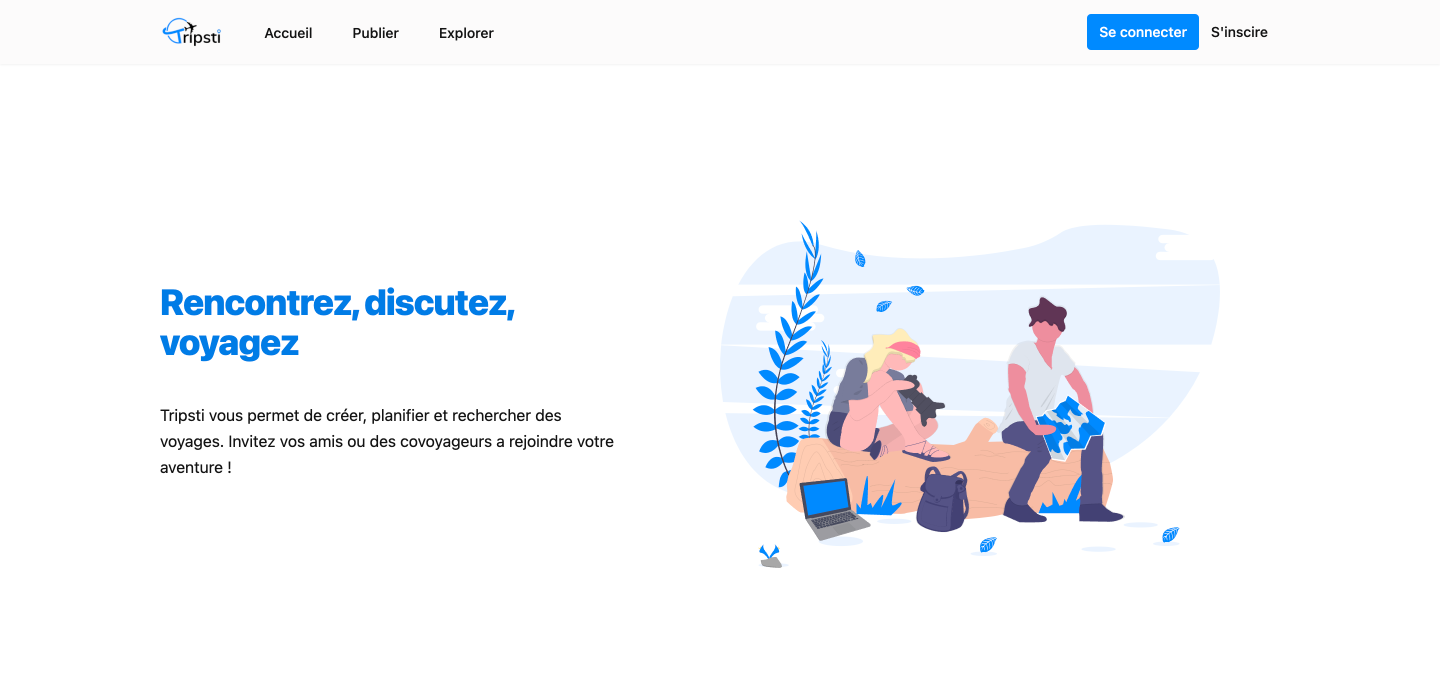 Tripsti
Accueil
Publier
Explorer
Se connecter
S'inscire
Rencontrez, discutez,
voyagez
Tripsti vous permet de créer, planifier et rechercher des
voyages. Invitez vos amis ou des covoyageurs a rejoindre votre
aventure !